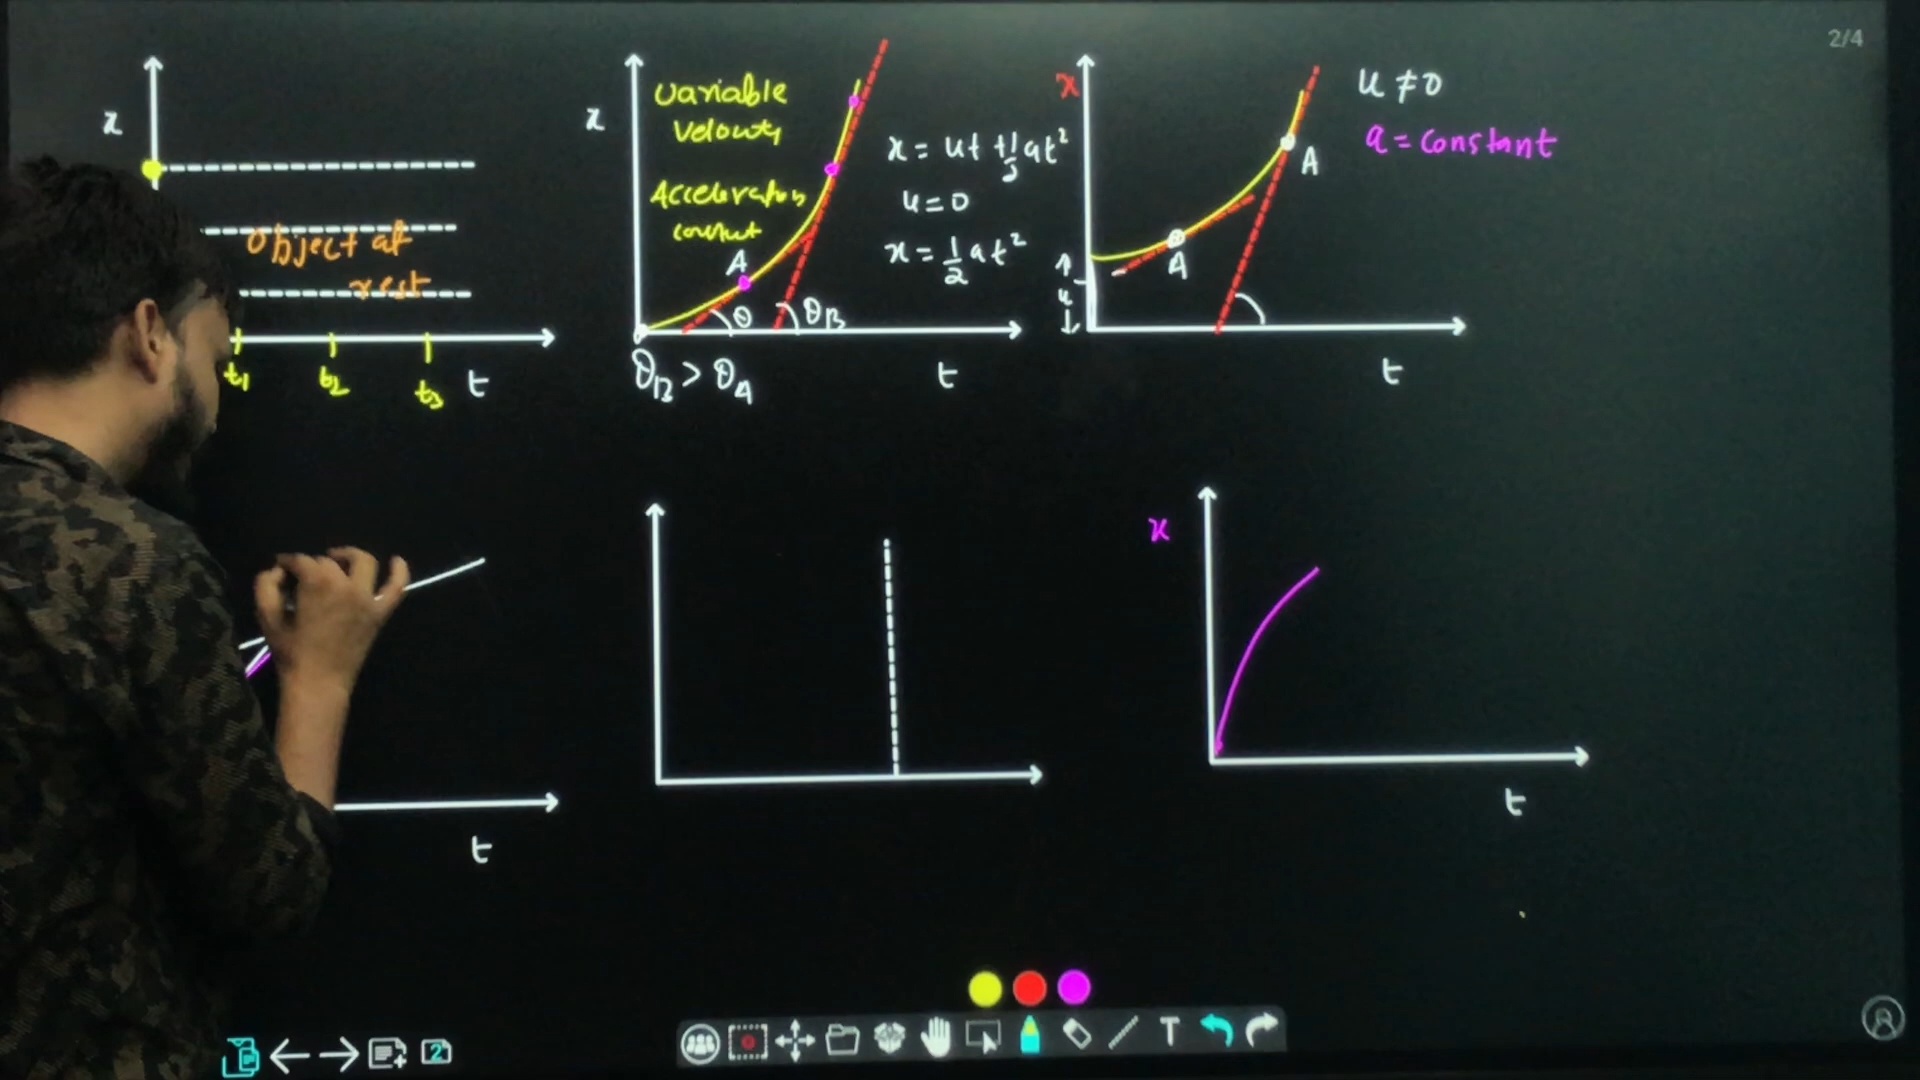 2/4
x
Object at
rest
t1 t2 t3 t
x
Variable
Velocity
Acceleration
constant
A
θ θB
θB > θA
t
x = ut + 1/2 at²
u = 0
x = 1/2 at²
x
u
A
A
t
u ≠ 0
a = constant
t
x
t
T
2